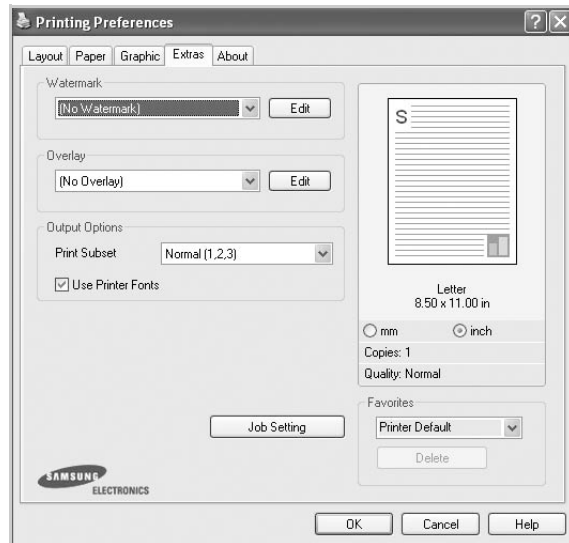 Printing Preferences
Layout Paper Graphic Extras About
Watermark
(No Watermark)
Edit
Overlay
(No Overlay)
Edit
Output Options
Print Subset Normal (1,2,3)
Use Printer Fonts
Job Setting
SAMSUNG
ELECTRONICS
S
Letter
8.50 x 11.00 in
mm inch
Copies: 1
Quality: Normal
Favorites
Printer Default
Delete
OK Cancel Help